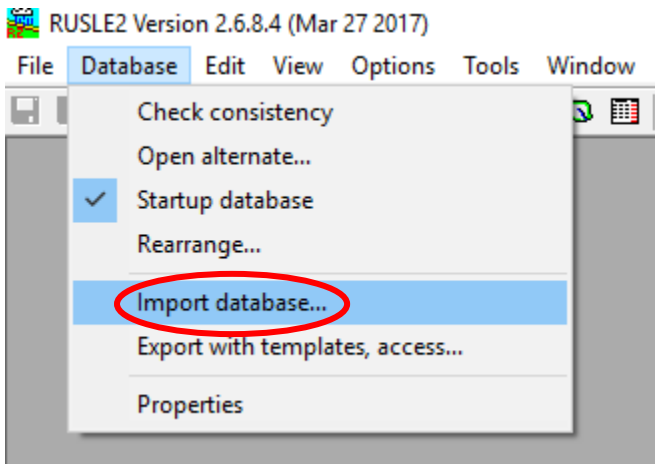 RUSLE2 Version 2.6.8.4 (Mar 27 2017)
File Database Edit View Options Tools Window
Check consistency
Open alternate...
Startup database
Rearrange...
Import database...
Export with templates, access...
Properties